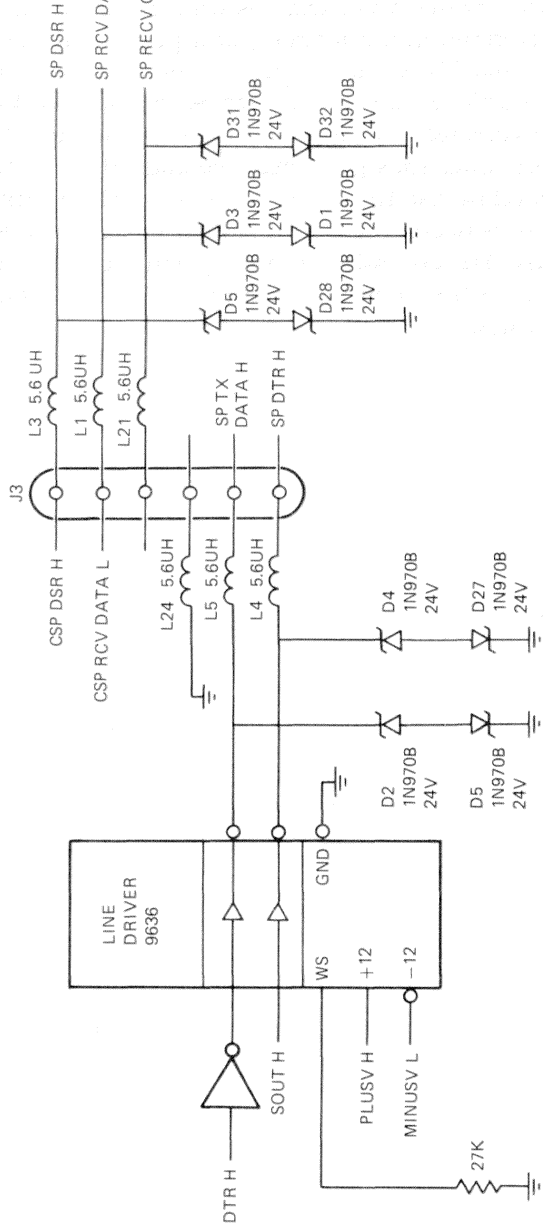 SP DSR H
SP RCV DA
SP RECV C
D31
1N970B
24V
D32
1N970B
24V
D3
1N970B
24V
D1
1N970B
24V
D5
1N970B
24V
D28
1N970B
24V
L3 5.6 UH
L1 5.6UH
L21 5.6UH
J3
SP TX
DATA H
SP DTR H
CSP DSR H
CSP RCV DATA L
L24 5.6UH
L5 5.6UH
L4 5.6UH
D4
1N970B
24V
D27
1N970B
24V
D2
1N970B
24V
D5
1N970B
24V
LINE
DRIVER
9636
GND
WS
+12
-12
DTR H
SOUT H
PLUSV H
MINUSV L
27K